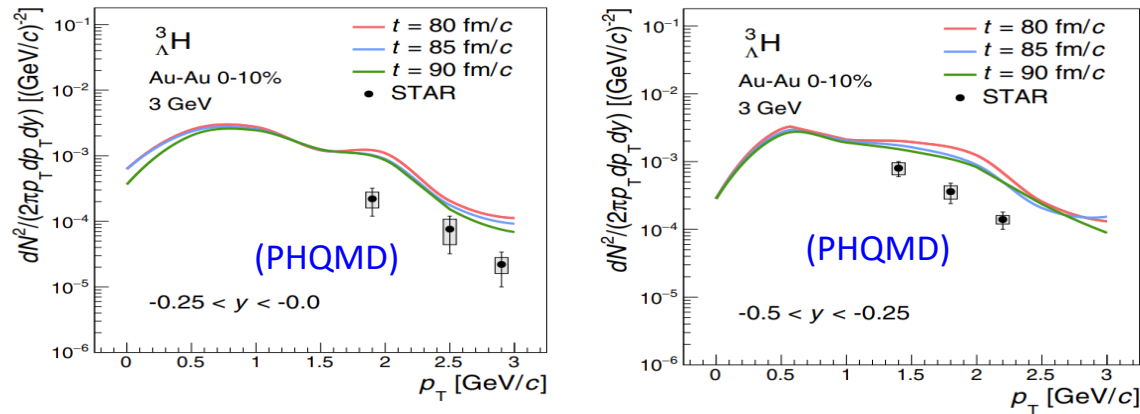 dN²/(2πp_T dp_T dy) [(GeV/c)⁻²]
10⁻¹
10⁻²
10⁻³
10⁻⁴
10⁻⁵
10⁻⁶
³_ΛH
Au-Au 0-10%
3 GeV
t = 80 fm/c
t = 85 fm/c
t = 90 fm/c
STAR
(PHQMD)
-0.25 < y < -0.0
0 0.5 1 1.5 2 2.5 3
p_T [GeV/c]
dN²/(2πp_T dp_T dy) [(GeV/c)⁻²]
10⁻¹
10⁻²
10⁻³
10⁻⁴
10⁻⁵
10⁻⁶
³_ΛH
Au-Au 0-10%
3 GeV
t = 80 fm/c
t = 85 fm/c
t = 90 fm/c
STAR
(PHQMD)
-0.5 < y < -0.25
0 0.5 1 1.5 2 2.5 3
p_T [GeV/c]